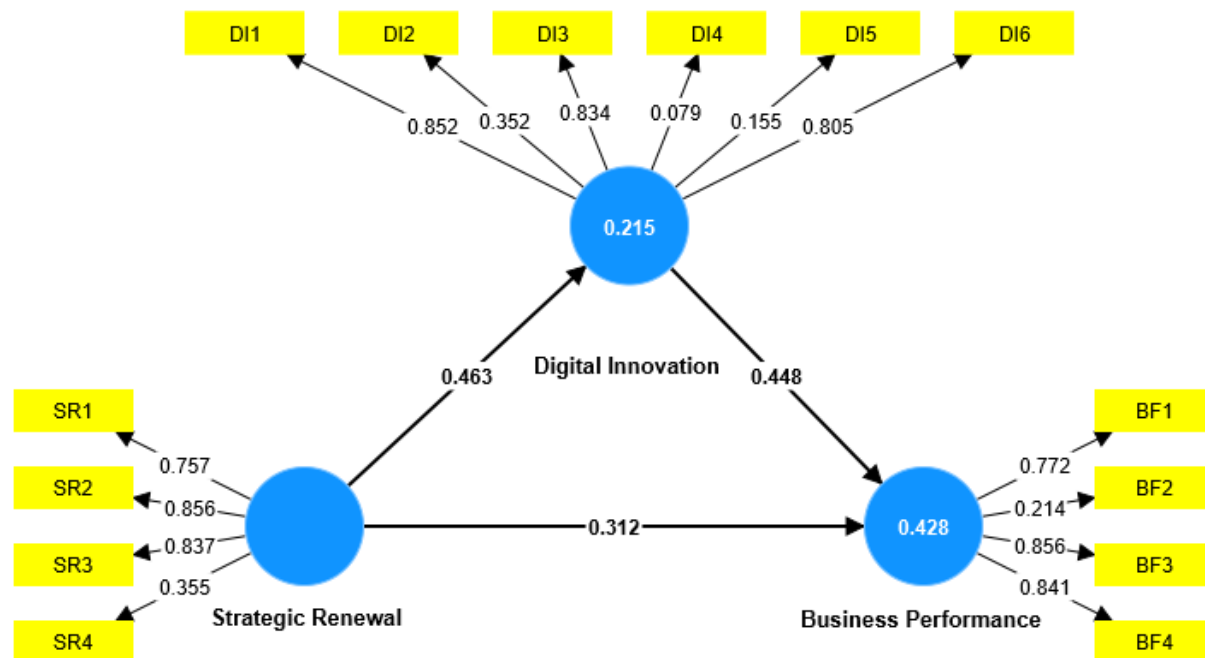 DI1 DI2 DI3 DI4 DI5 DI6
0.852 0.352 0.834 0.079 0.155 0.805
0.215
Digital Innovation
0.463 0.448
SR1 BF1
0.757 0.772
SR2 BF2
0.856 0.214
0.312 0.428
SR3 BF3
0.837 0.856
0.355 0.841
Strategic Renewal Business Performance
SR4 BF4